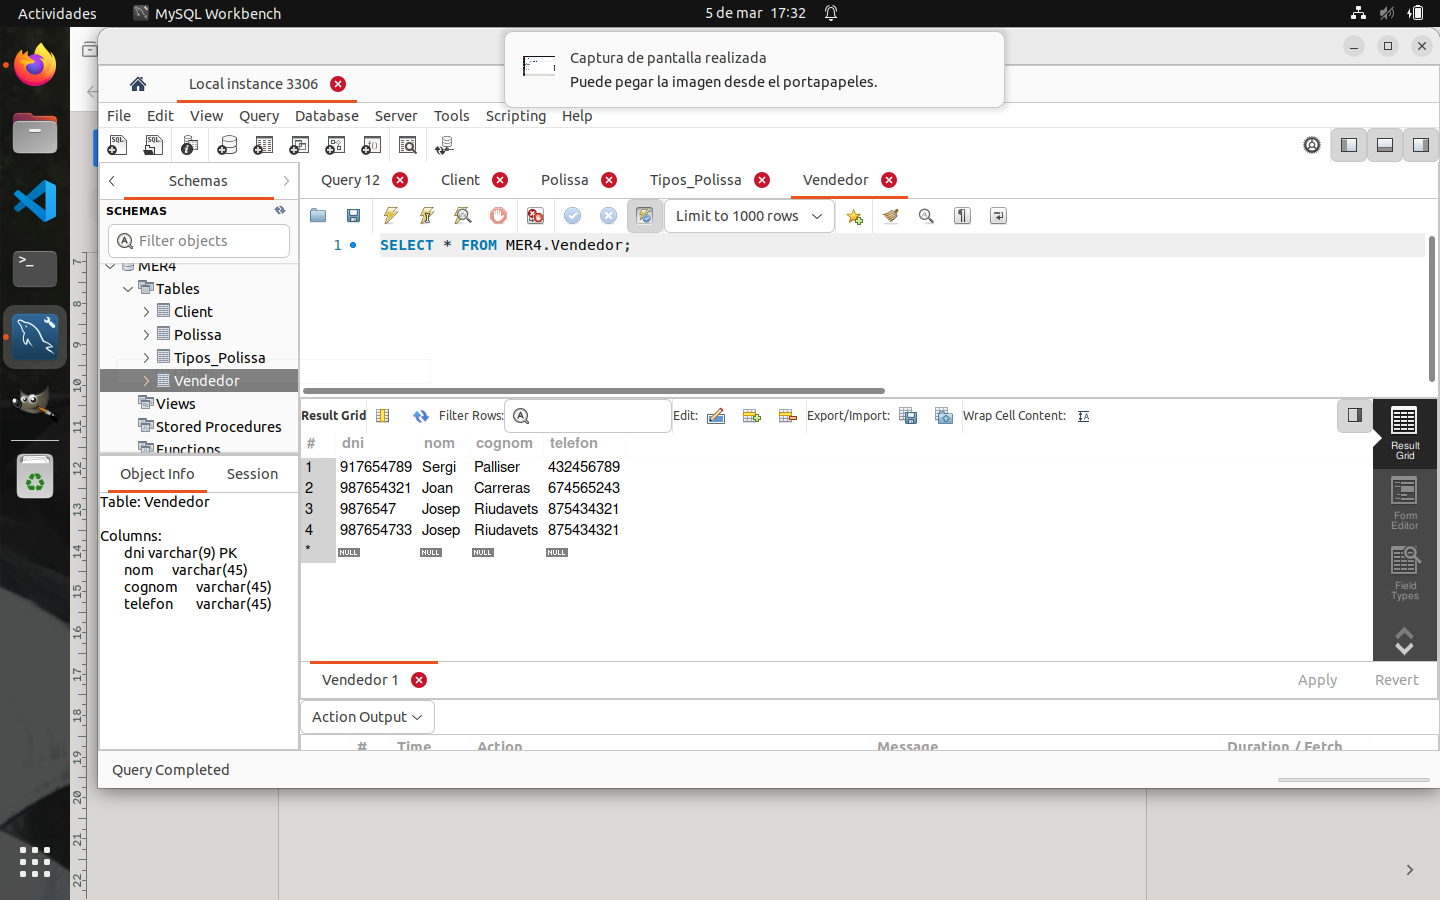 Actividades
MySQL Workbench
5 de mar 17:32
Captura de pantalla realizada
Puede pegar la imagen desde el portapapeles.
Local instance 3306
File Edit View Query Database Server Tools Scripting Help
Schemas
Query 12 Client Polissa Tipos_Polissa Vendedor
SCHEMAS
Filter objects
Limit to 1000 rows
1 SELECT * FROM MER4.Vendedor;
MER4
Tables
Client
Polissa
Tipos_Polissa
Vendedor
Views
Stored Procedures
Functions
Result Grid Filter Rows: Edit: Export/Import: Wrap Cell Content:
# dni nom cognom telefon
1 917654789 Sergi Palliser 432456789
2 987654321 Joan Carreras 674565243
3 9876547 Josep Riudavets 875434321
4 987654733 Josep Riudavets 875434321
* NULL NULL NULL NULL
Result
Grid
Form
Editor
Field
Types
Object Info Session
Table: Vendedor
Columns:
dni varchar(9) PK
nom varchar(45)
cognom varchar(45)
telefon varchar(45)
Vendedor 1
Apply Revert
Action Output
# Time Action Message Duration / Fetch
Query Completed
7
8
9
10
11
12
13
14
15
16
17
18
19
20
21
22